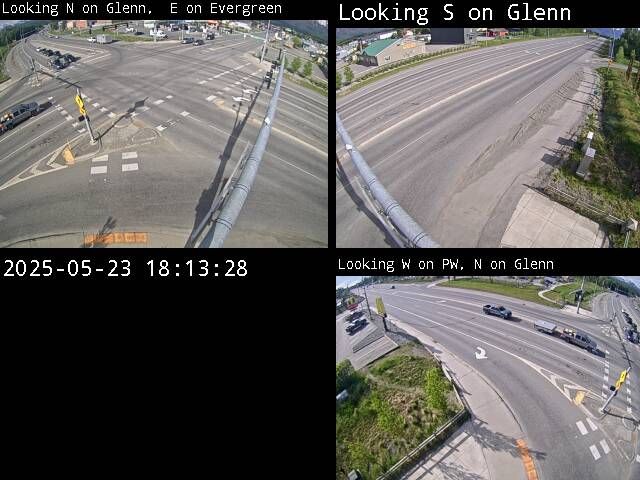 Looking N on Glenn,  E on Evergreen
Looking S on Glenn
2025-05-23 18:13:28
Looking W on PW, N on Glenn